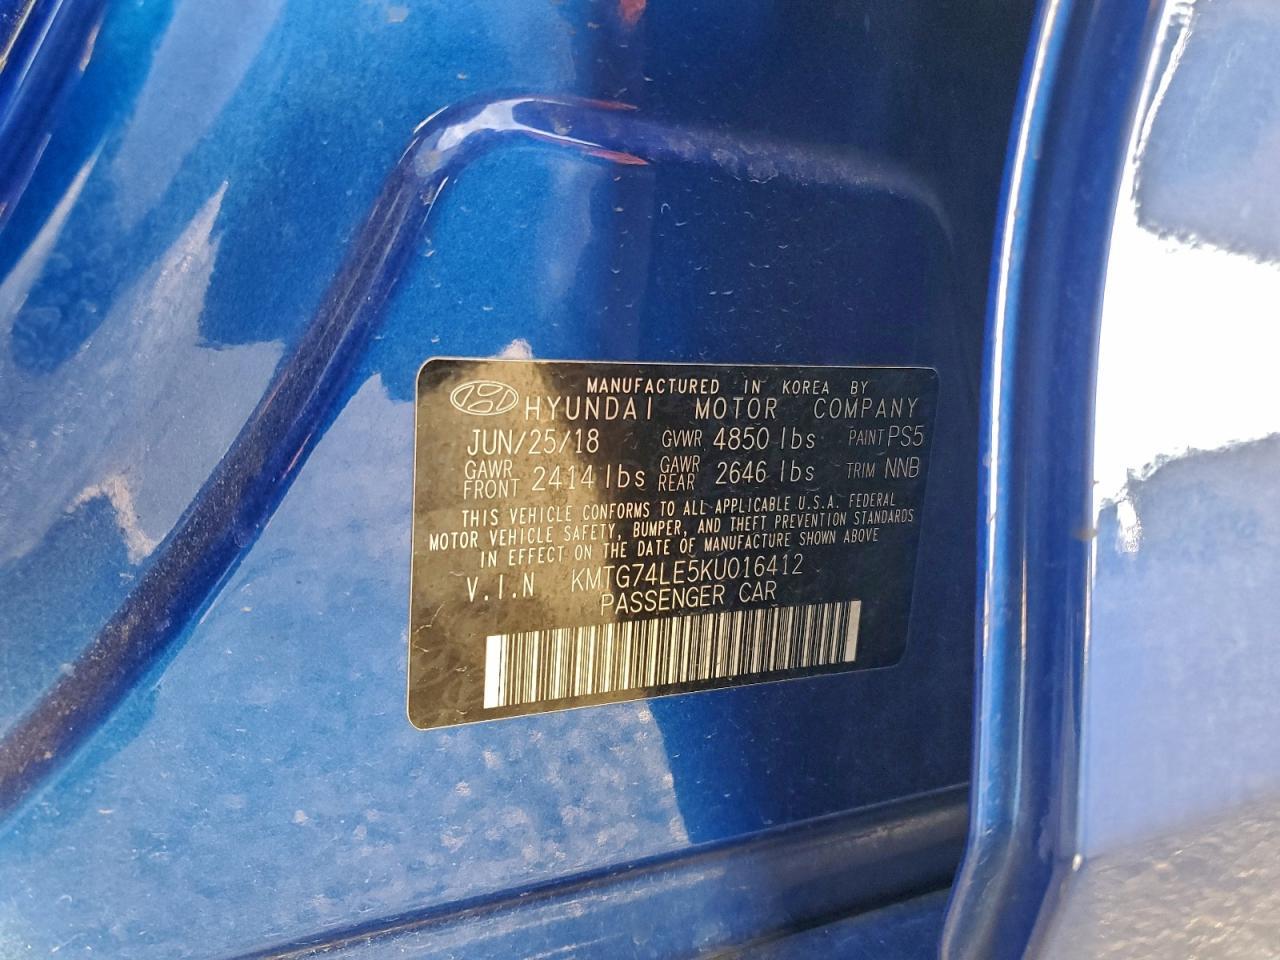 MANUFACTURED IN KOREA BY
HYUNDAI MOTOR COMPANY
JUN/25/18 GVWR 4850 lbs PAINT PS5
GAWR FRONT 2414 lbs GAWR REAR 2646 lbs TRIM NNB
THIS VEHICLE CONFORMS TO ALL APPLICABLE U.S.A. FEDERAL
MOTOR VEHICLE SAFETY, BUMPER, AND THEFT PREVENTION STANDARDS
IN EFFECT ON THE DATE OF MANUFACTURE SHOWN ABOVE
V.I.N KMTG74LE5KU016412
PASSENGER CAR